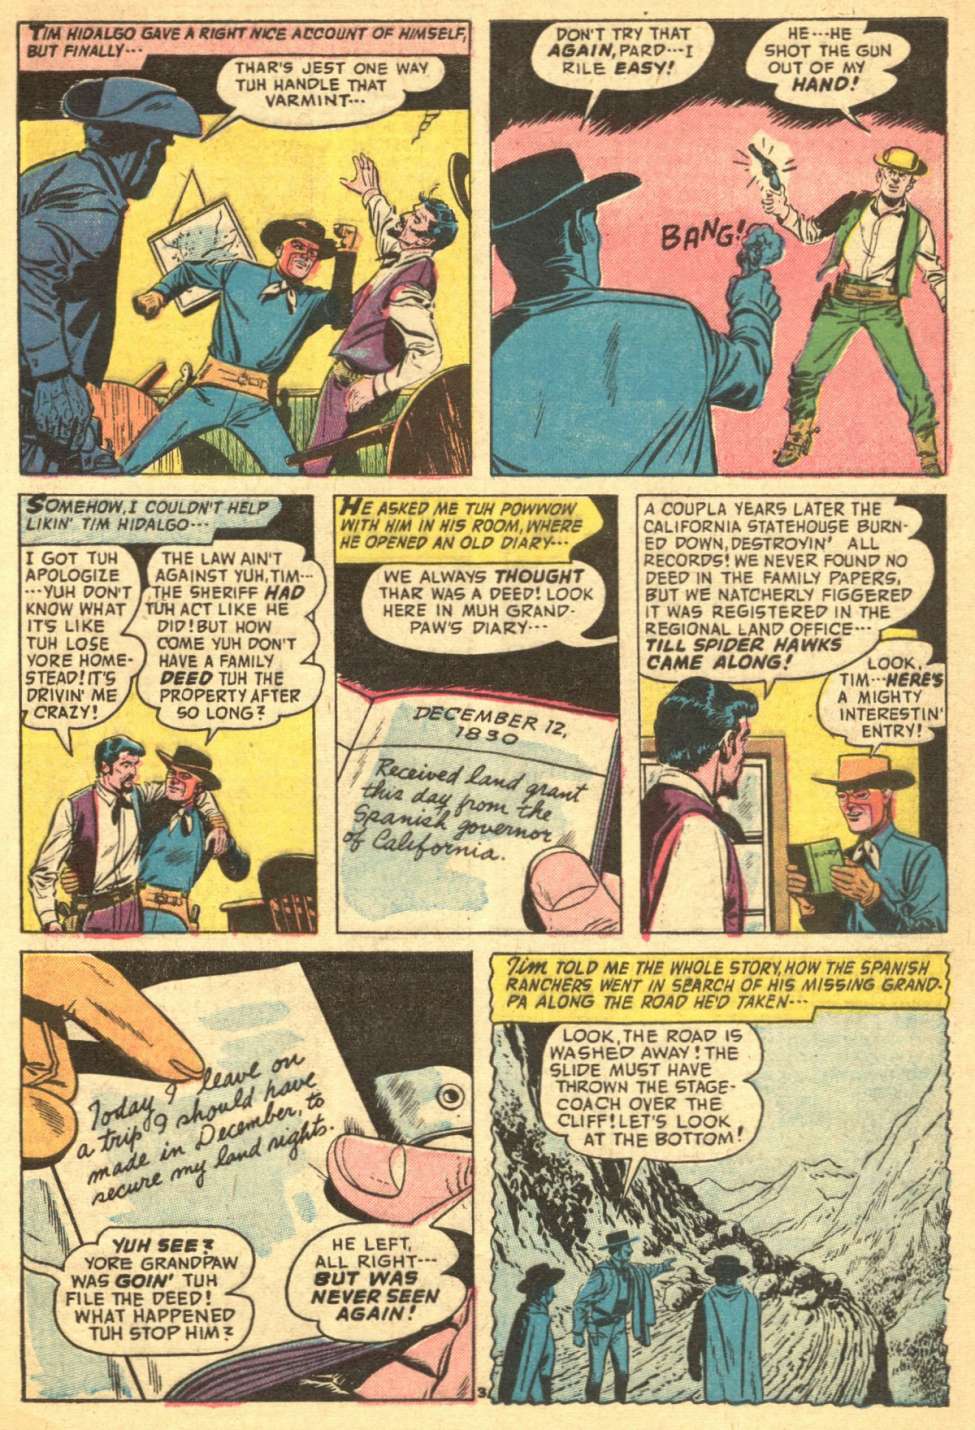 TIM HIDALGO GAVE A RIGHT NICE ACCOUNT OF HIMSELF,
BUT FINALLY---
THAR'S JEST ONE WAY
TUH HANDLE THAT
VARMINT---
DON'T TRY THAT
AGAIN, PARD---I
RILE EASY!
HE---HE
SHOT THE GUN
OUT OF MY
HAND!
BANG!
SOMEHOW, I COULDN'T HELP
LIKIN' TIM HIDALGO---
I GOT TUH
APOLOGIZE
---YUH DON'T
KNOW WHAT
IT'S LIKE
TUH LOSE
YORE HOME-
STEAD! IT'S
DRIVIN' ME
CRAZY!
THE LAW AIN'T
AGAINST YUH, TIM---
THE SHERIFF HAD
TUH ACT LIKE HE
DID! BUT HOW
COME YUH DON'T
HAVE A FAMILY
DEED TUH THE
PROPERTY AFTER
SO LONG?
HE ASKED ME TUH POWWOW
WITH HIM IN HIS ROOM, WHERE
HE OPENED AN OLD DIARY---
WE ALWAYS THOUGHT
THAR WAS A DEED! LOOK
HERE IN MUH GRAND-
PAW'S DIARY---
DECEMBER 12,
1830
Received land grant
this day from the
Spanish governor
of California.
A COUPLA YEARS LATER THE
CALIFORNIA STATEHOUSE BURN-
ED DOWN, DESTROYIN' ALL
RECORDS! WE NEVER FOUND NO
DEED IN THE FAMILY PAPERS,
BUT WE NATCHERLY FIGGERED
IT WAS REGISTERED IN THE
REGIONAL LAND OFFICE---
TILL SPIDER HAWKS
CAME ALONG!
LOOK,
TIM---HERE'S
A MIGHTY
INTERESTIN'
ENTRY!
DIARY
Today I leave on
a trip I should have
made in December, to
secure my land rights.
YUH SEE?
YORE GRANDPAW
WAS GOIN' TUH
FILE THE DEED!
WHAT HAPPENED
TUH STOP HIM?
HE LEFT,
ALL RIGHT---
BUT WAS
NEVER SEEN
AGAIN!
TIM TOLD ME THE WHOLE STORY, HOW THE SPANISH
RANCHERS WENT IN SEARCH OF HIS MISSING GRAND-
PA ALONG THE ROAD HE'D TAKEN---
LOOK, THE ROAD IS
WASHED AWAY! THE
SLIDE MUST HAVE
THROWN THE STAGE-
COACH OVER THE
CLIFF! LET'S LOOK
AT THE BOTTOM!
3